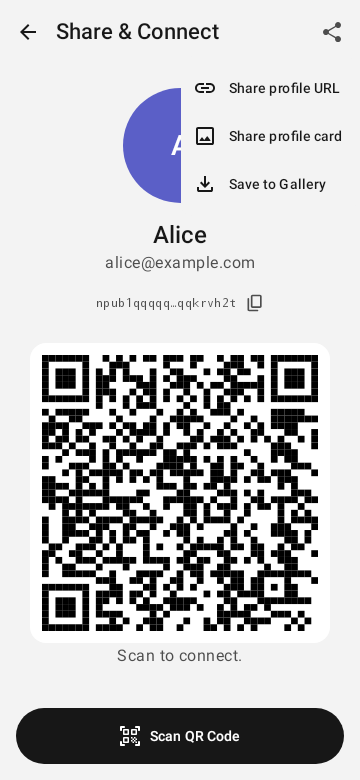 Share & Connect
Share profile URL
Share profile card
Save to Gallery
Alice
alice@example.com
npub1qqqqq…qqkrvh2t
Scan to connect.
Scan QR Code